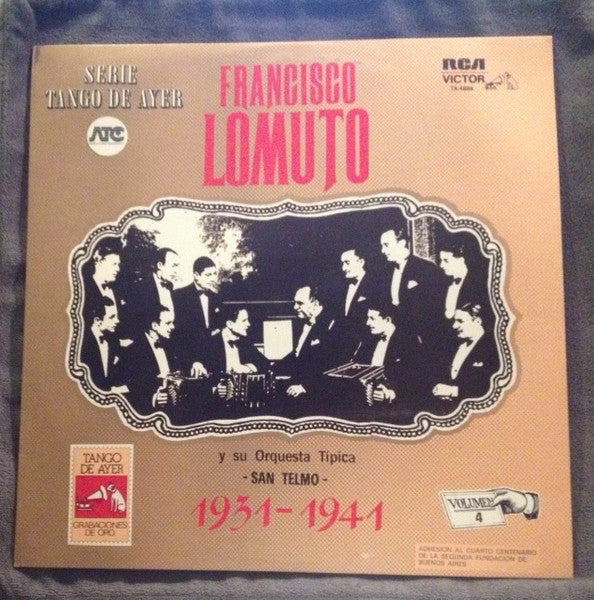 SERIE
TANGO DE AYER
ATC
FRANCISCO
LOMUTO
RCA
VICTOR
y su Orquesta Típica
- SAN TELMO -
1931-1941
TANGO
DE AYER
GRABACIONES
DE ORO
VOLUMEN
4
ADHESION AL CUARTO CENTENARIO
DE LA SEGUNDA FUNDACION DE
BUENOS AIRES